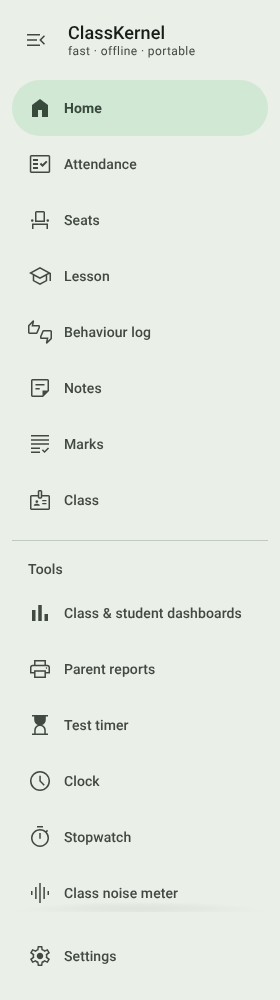 ClassKernel
fast · offline · portable
Home
Attendance
Seats
Lesson
Behaviour log
Notes
Marks
Class
Tools
Class & student dashboards
Parent reports
Test timer
Clock
Stopwatch
Class noise meter
Settings